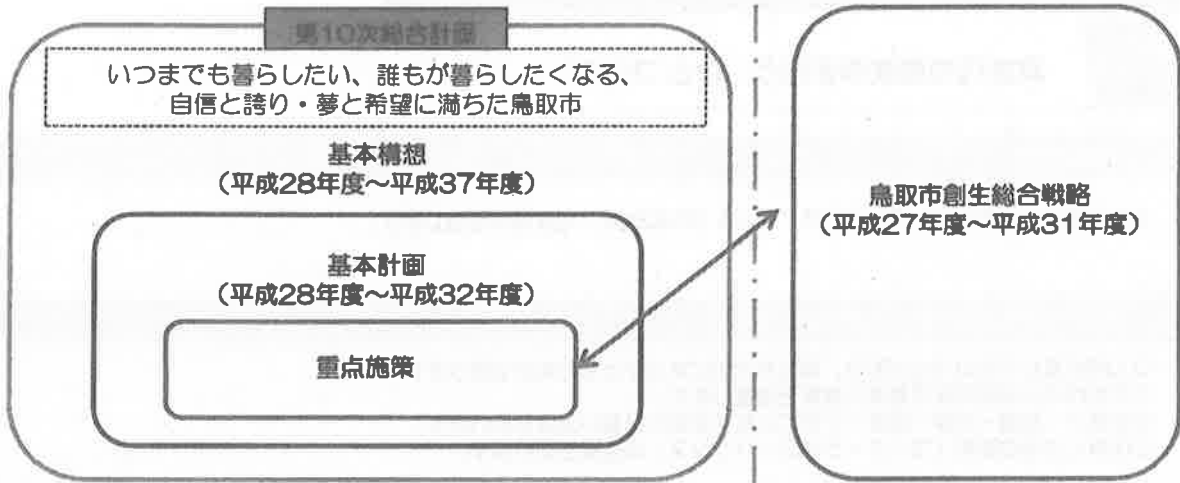 第10次総合計画
いつまでも暮らしたい、誰もが暮らしたくなる、
自信と誇り・夢と希望に満ちた鳥取市
基本構想
（平成28年度～平成37年度）
基本計画
（平成28年度～平成32年度）
重点施策
鳥取市創生総合戦略
（平成27年度～平成31年度）